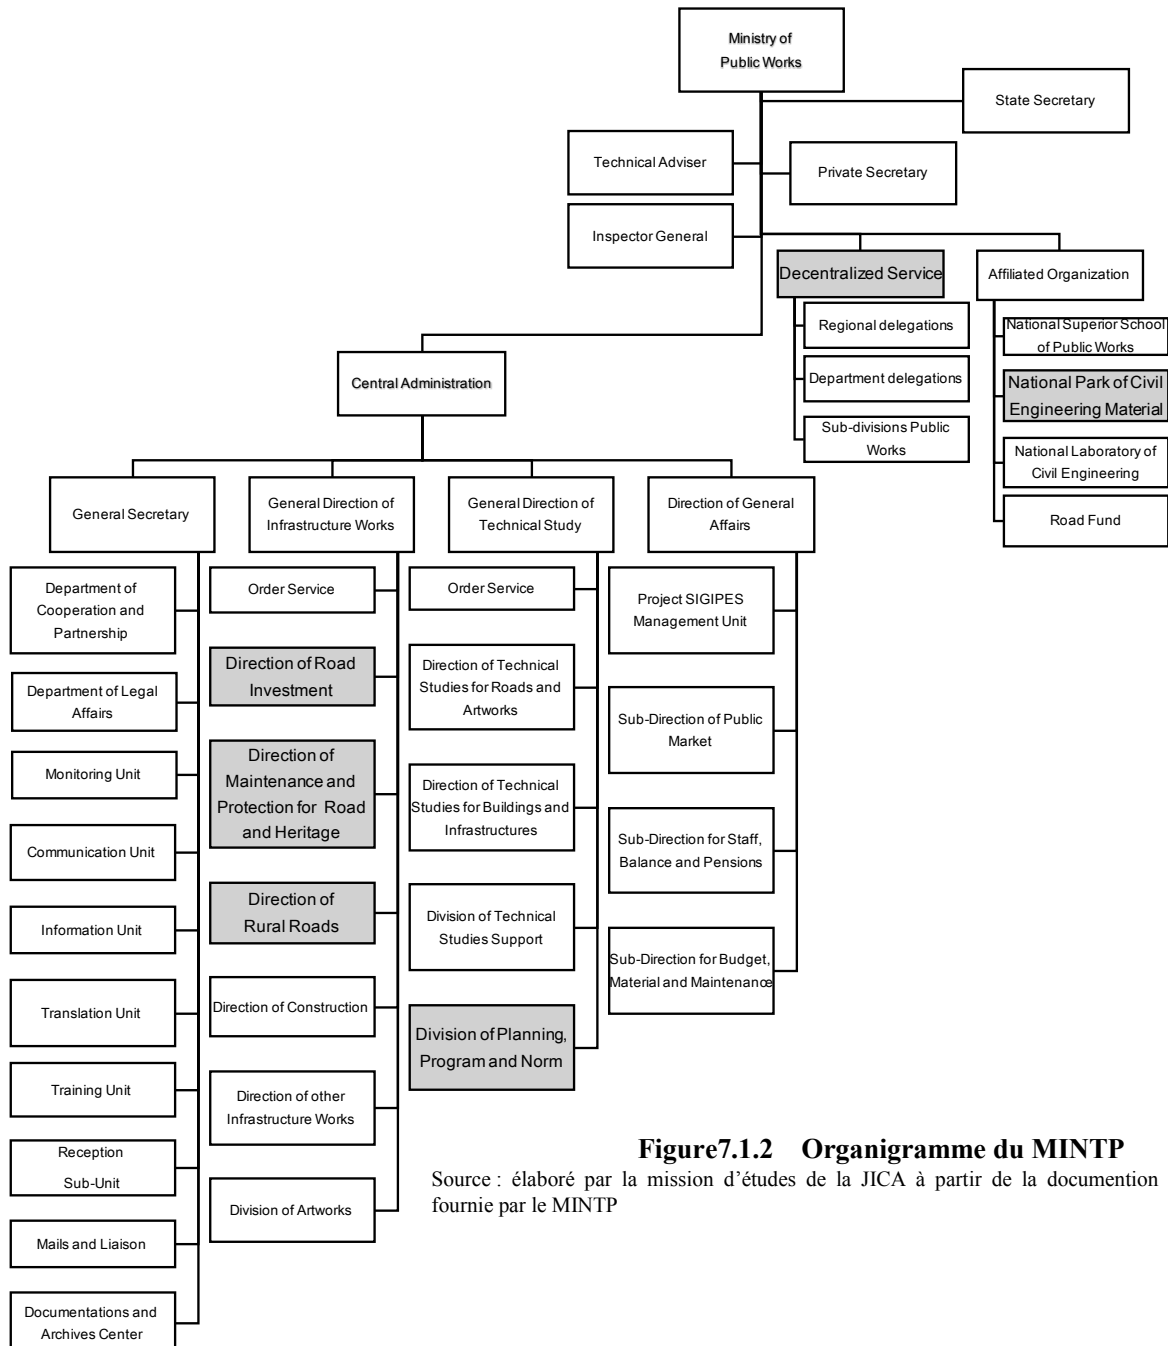 Ministry of
Public Works
State Secretary
Technical Adviser
Private Secretary
Inspector General
Decentralized Service
Affiliated Organization
Regional delegations
Department delegations
Sub-divisions Public
Works
National Superior School
of Public Works
National Park of Civil
Engineering Material
National Laboratory of
Civil Engineering
Road Fund
Central Administration
General Secretary
General Direction of
Infrastructure Works
General Direction of
Technical Study
Direction of General
Affairs
Department of
Cooperation and
Partnership
Department of Legal
Affairs
Monitoring Unit
Communication Unit
Information Unit
Translation Unit
Training Unit
Reception
Sub-Unit
Mails and Liaison
Documentations and
Archives Center
Order Service
Direction of Road
Investment
Direction of
Maintenance and
Protection for Road
and Heritage
Direction of
Rural Roads
Direction of Construction
Direction of other
Infrastructure Works
Division of Artworks
Order Service
Direction of Technical
Studies for Roads and
Artworks
Direction of Technical
Studies for Buildings and
Infrastructures
Division of Technical
Studies Support
Division of Planning,
Program and Norm
Project SIGIPES
Management Unit
Sub-Direction of Public
Market
Sub-Direction for Staff,
Balance and Pensions
Sub-Direction for Budget,
Material and Maintenance
Figure7.1.2 Organigramme du MINTP
Source : élaboré par la mission d'études de la JICA à partir de la documention
fournie par le MINTP